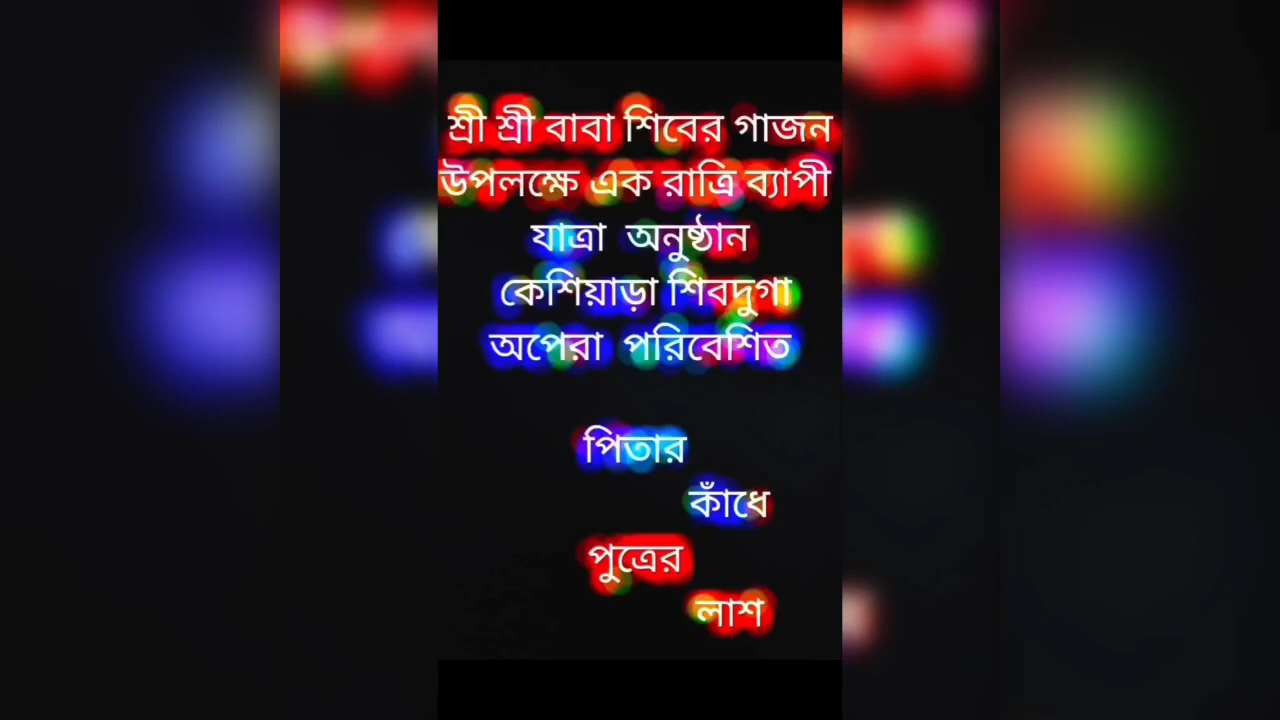 শ্রী শ্রী বাবা শিবের গাজন
উপলক্ষে এক রাত্রি ব্যাপী
যাত্রা অনুষ্ঠান
কেশিয়াড়া শিবদুগা
অপেরা পরিবেশিত
পিতার
কাঁধে
পুত্রের
লাশ